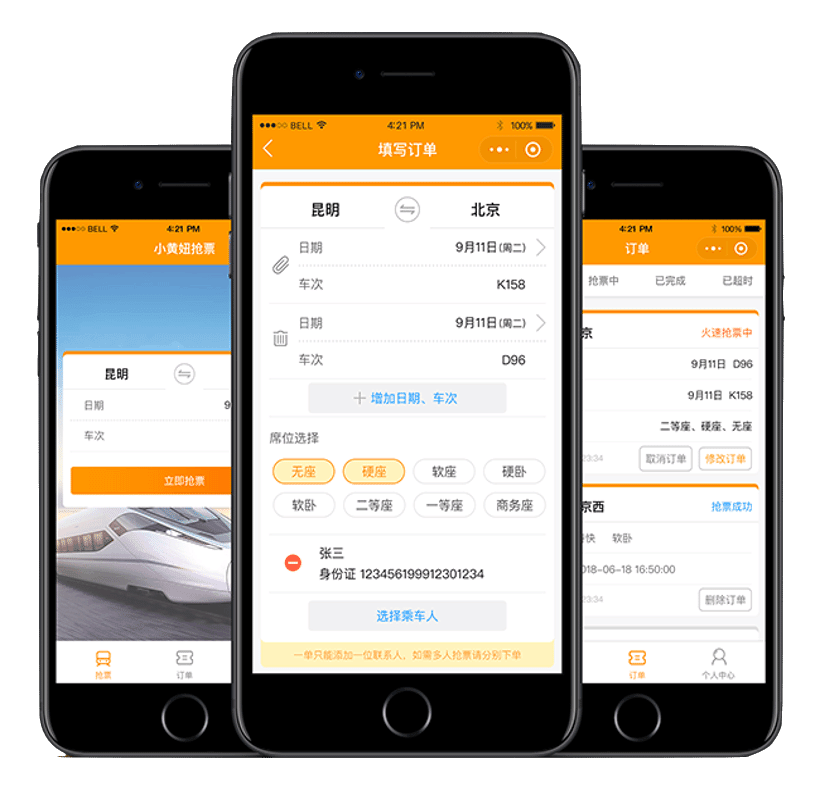 BELL 4:21 PM
小黄妞抢票
昆明
日期 9
车次
立即抢票
抢票 订单
BELL 4:21 PM 100%
填写订单
昆明 北京
日期 9月11日(周二)
车次 K158
日期 9月11日(周二)
车次 D96
增加日期、车次
席位选择
无座 硬座 软座 硬卧
软卧 二等座 一等座 商务座
张三
身份证 123456199912301234
选择乘车人
一单只能添加一位联系人，如需多人抢票请分别下单
4:21 PM 100%
订单
抢票中 已完成 已超时
京 火速抢票中
9月11日 D96
9月11日 K158
二等座、硬座、无座
23:34 取消订单 修改订单
京西 抢票成功
快 软卧
018-06-18 16:50:00
23:34 删除订单
订单 个人中心